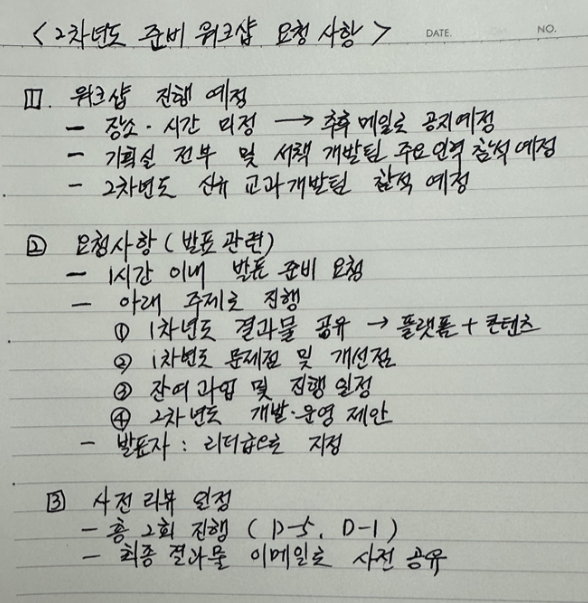 <2차년도 준비 워크샵 요청사항>
DATE. NO.
1. 워크샵 진행 예정
- 장소·시간 미정 → 추후 메일로 공지예정
- 기획실 전부 및 서책 개발팀 주요인력 참석 예정
- 2차년도 신규 교과개발팀 참석 예정
2 요청사항(발표 관련)
- 1시간 이내 발표 준비 요청
- 아래 주제로 진행
① 1차년도 결과물 공유 → 플랫폼 + 콘텐츠
② 1차년도 문제점 및 개선점
③ 잔여 과업 및 진행 일정
④ 2차년도 개발·운영 제안
- 발표자 : 리더급으로 지정
3 사전 리뷰 일정
- 총 2회 진행 (D-5, D-1)
- 최종 결과물 이메일로 사전 공유